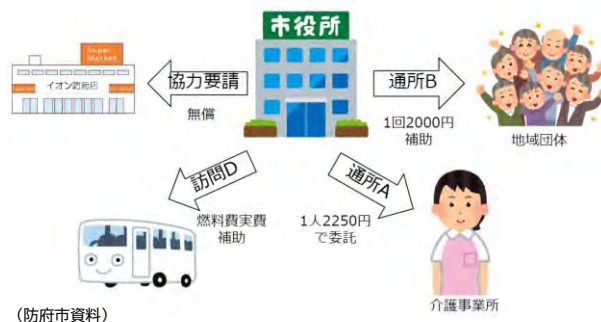 市役所
Super
Market
イオン防府店
協力要請
無償
通所B
1回2000円
補助
地域団体
訪問D
燃料費実費
補助
通所A
1人2250円
で委託
介護事業所
（防府市資料）